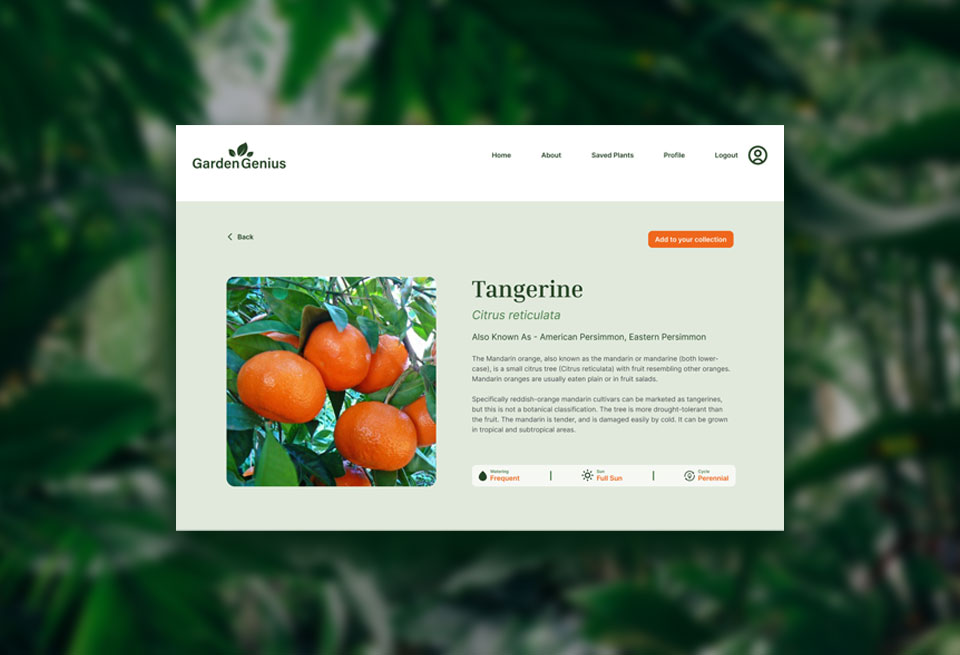 GardenGenius
Home About Saved Plants Profile Logout
Back
Add to your collection
Tangerine
Citrus reticulata
Also Known As - American Persimmon, Eastern Persimmon
The Mandarin orange, also known as the mandarin or mandarine (both lower-
case), is a small citrus tree (Citrus reticulata) with fruit resembling other oranges.
Mandarin oranges are usually eaten plain or in fruit salads.
Specifically reddish-orange mandarin cultivars can be marketed as tangerines,
but this is not a botanical classification. The tree is more drought-tolerant than
the fruit. The mandarin is tender, and is damaged easily by cold. It can be grown
in tropical and subtropical areas.
Watering Sun Cycle
Frequent Full Sun Perennial